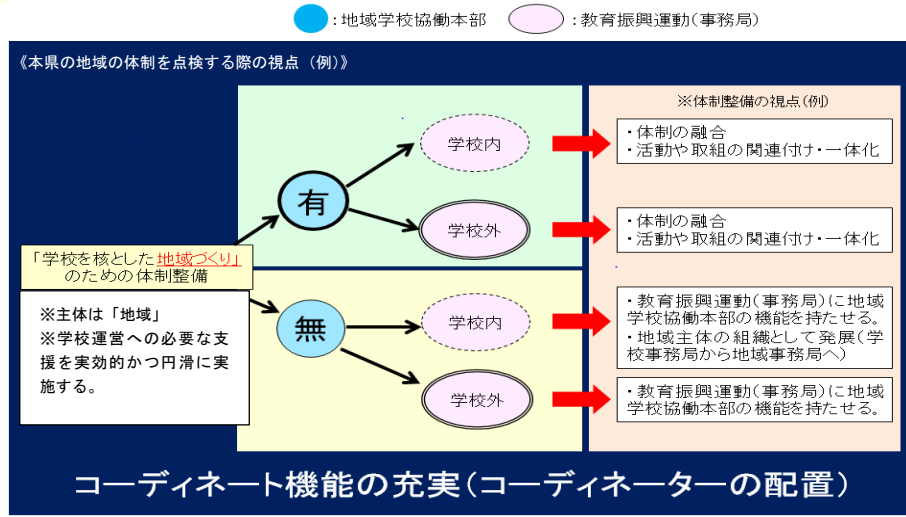 ：地域学校協働本部
：教育振興運動(事務局)
《本県の地域の体制を点検する際の視点（例）》
※体制整備の視点(例)
学校内
・体制の融合
・活動や取組の関連付け・一体化
有
学校外
・体制の融合
・活動や取組の関連付け・一体化
「学校を核とした地域づくり」
のための体制整備
※主体は「地域」
※学校運営への必要な支
援を実効的かつ円滑に実
施する。
無
学校内
・教育振興運動(事務局)に地域
学校協働本部の機能を持たせる。
・地域主体の組織として発展(学
校事務局から地域事務局へ)
学校外
・教育振興運動(事務局)に地域
学校協働本部の機能を持たせる。
コーディネート機能の充実(コーディネーターの配置)